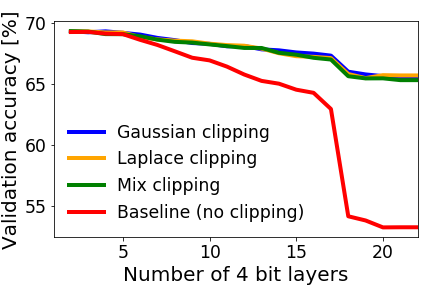 Validation accuracy [%]
70
65
60
55
Gaussian clipping
Laplace clipping
Mix clipping
Baseline (no clipping)
5 10 15 20
Number of 4 bit layers